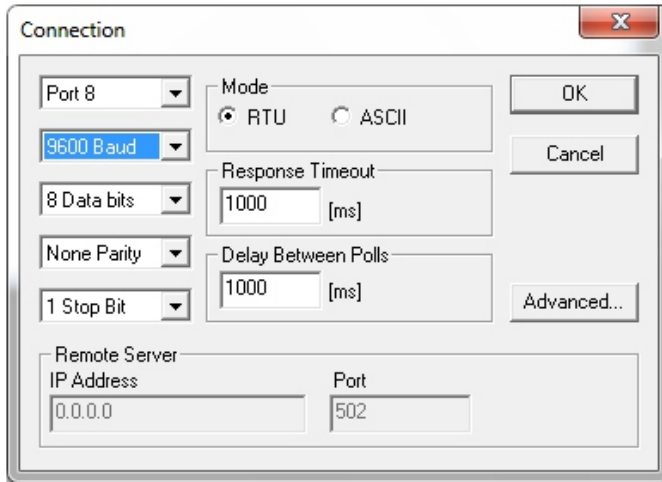 Connection
Port 8
9600 Baud
8 Data bits
None Parity
1 Stop Bit
Mode
RTU
ASCII
Response Timeout
1000 [ms]
Delay Between Polls
1000 [ms]
OK
Cancel
Advanced...
Remote Server
IP Address
0.0.0.0
Port
502